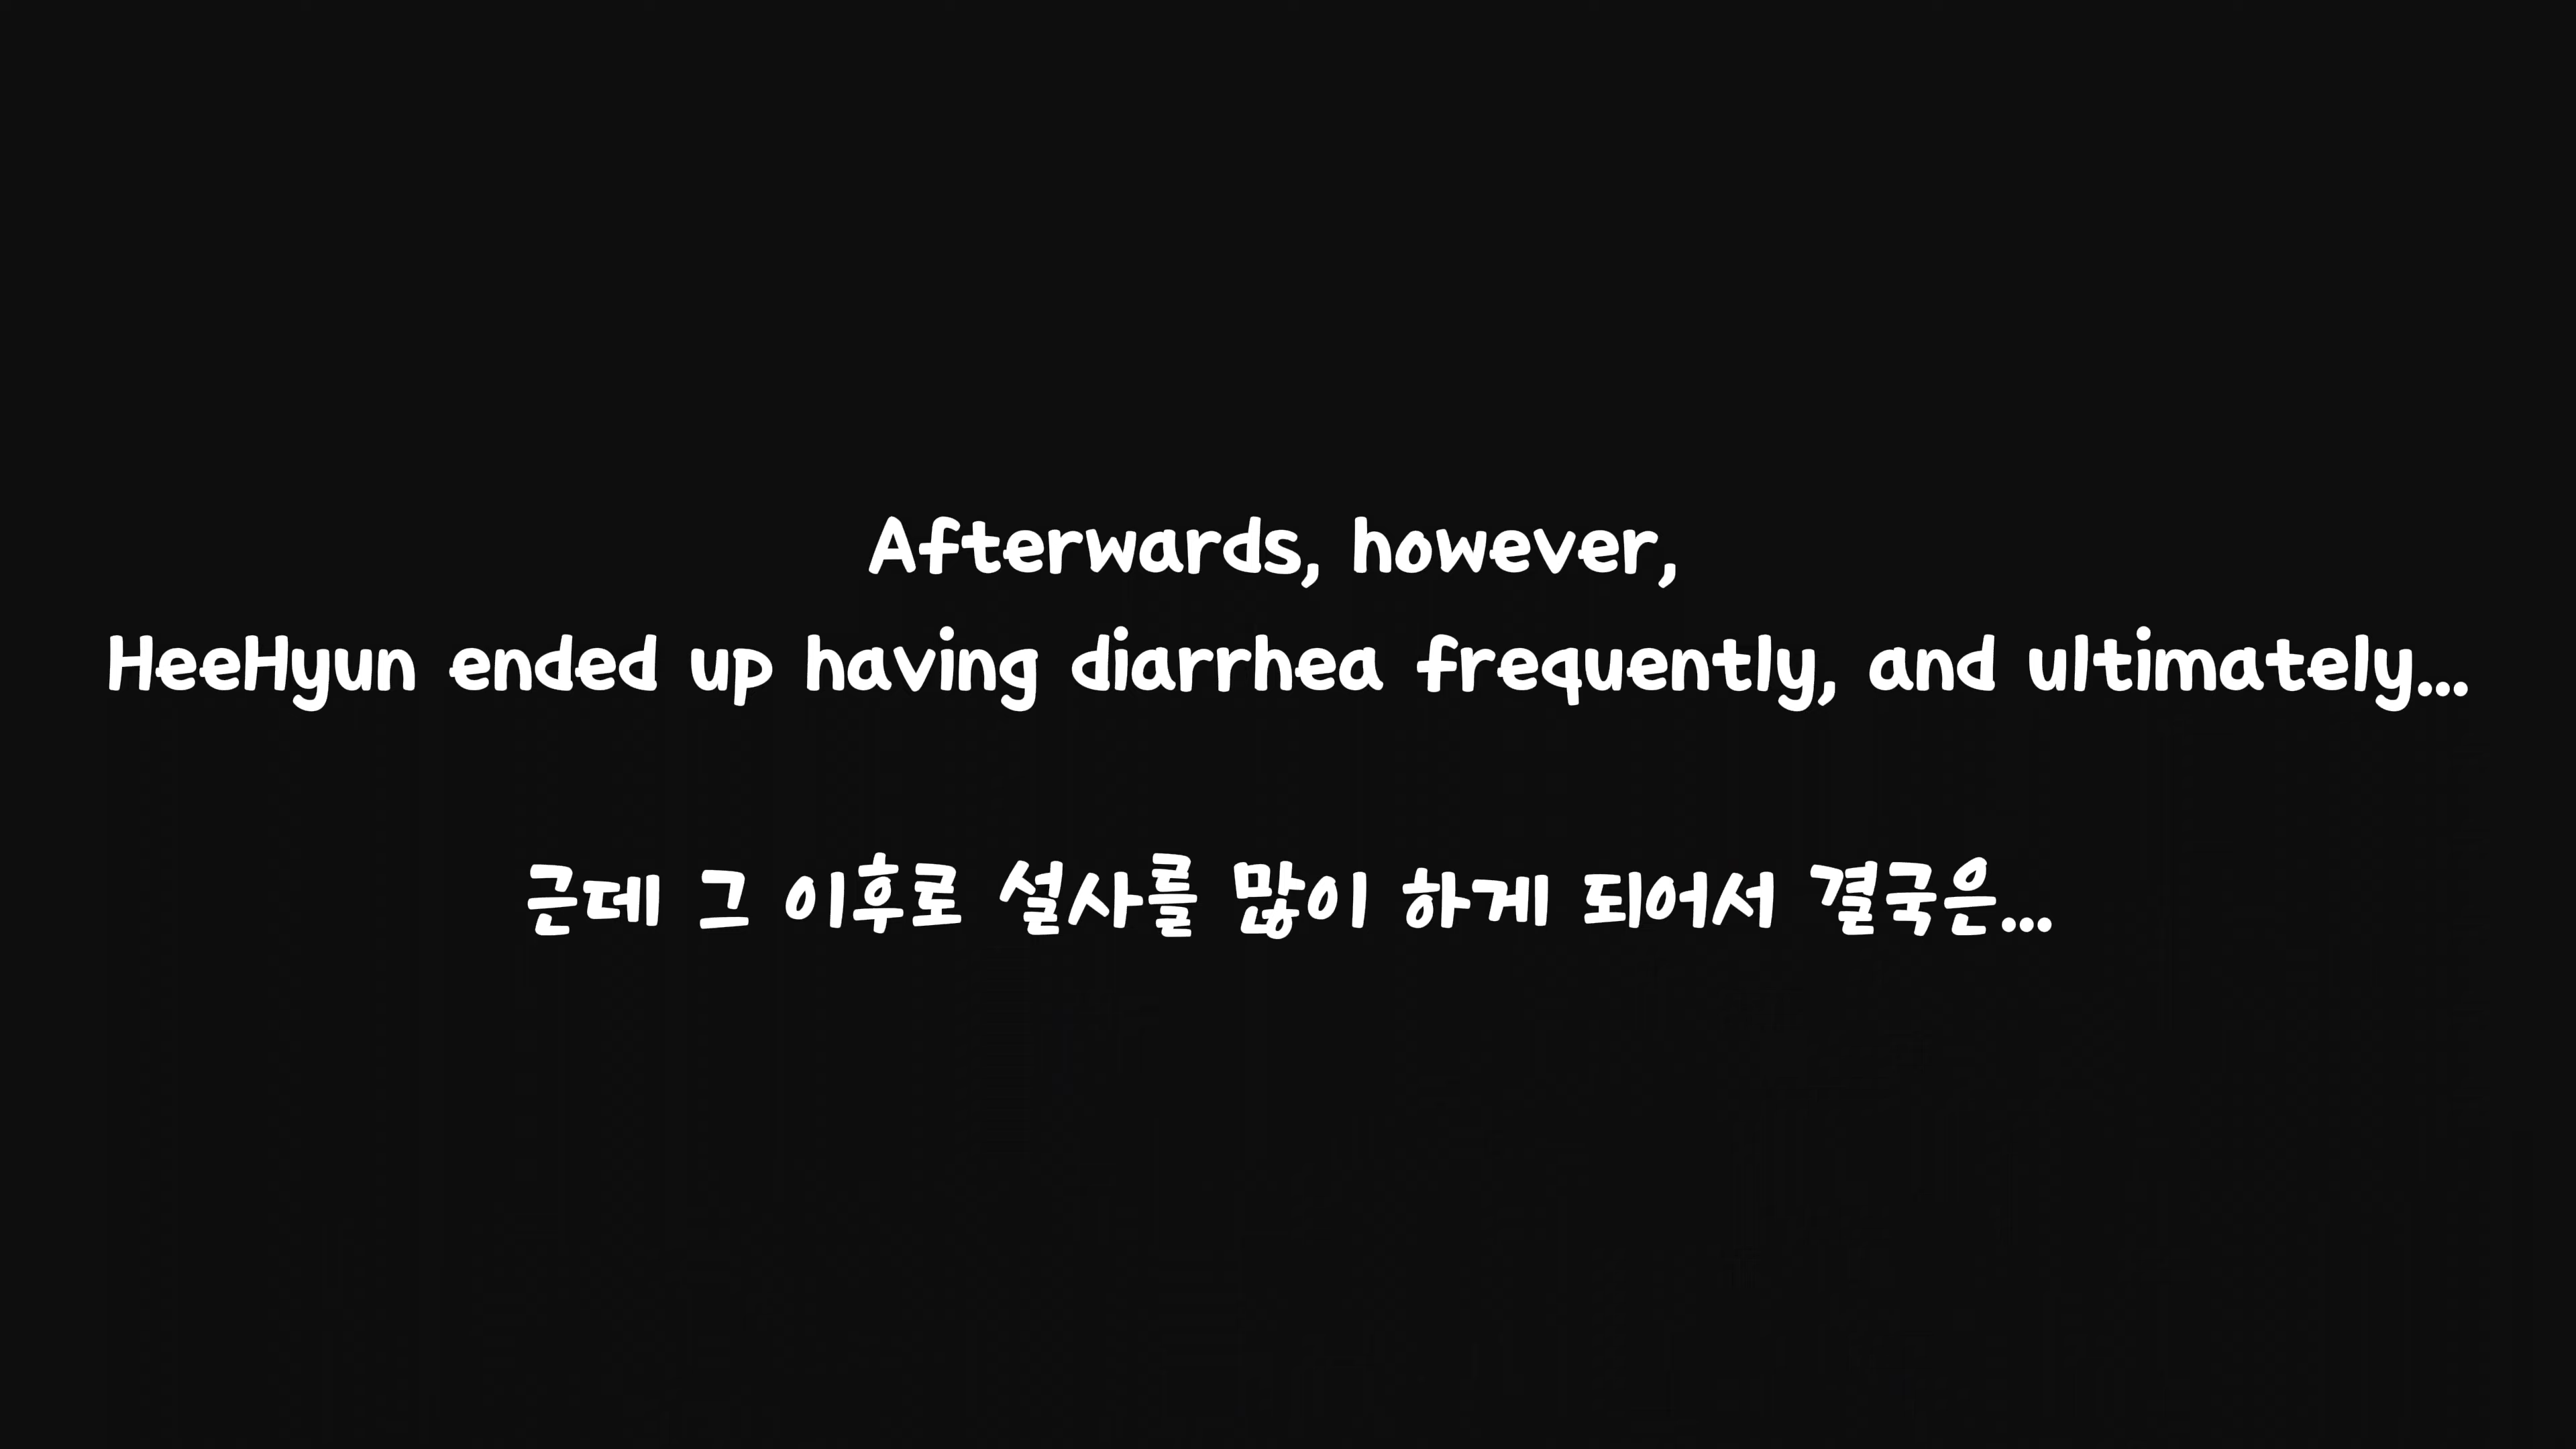 Afterwards, however,
HeeHyun ended up having diarrhea frequently, and ultimately...
근데 그 이후로 설사를 많이 하게 되어서 결국은...